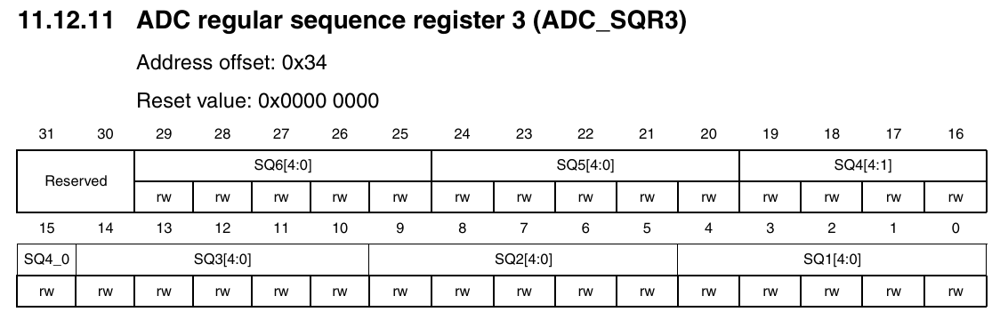 11.12.11 ADC regular sequence register 3 (ADC_SQR3)
Address offset: 0x34
Reset value: 0x0000 0000
31 30 29 28 27 26 25 24 23 22 21 20 19 18 17 16
Reserved SQ6[4:0] SQ5[4:0] SQ4[4:1]
rw rw rw rw rw rw rw rw rw rw rw rw rw rw
15 14 13 12 11 10 9 8 7 6 5 4 3 2 1 0
SQ4_0 SQ3[4:0] SQ2[4:0] SQ1[4:0]
rw rw rw rw rw rw rw rw rw rw rw rw rw rw rw rw